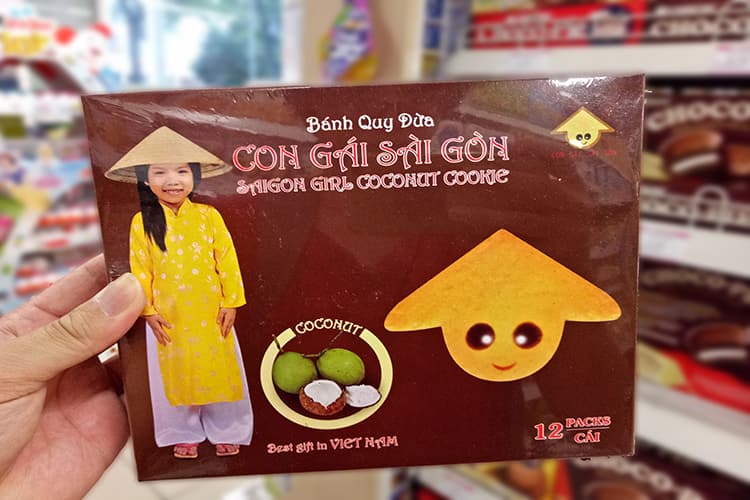 Bánh Quy Dừa
CON GÁI SÀI GÒN
SAIGON GIRL COCONUT COOKIE
COCONUT
Best gift in VIET NAM
12 PACKS
CÁI
CHOCO